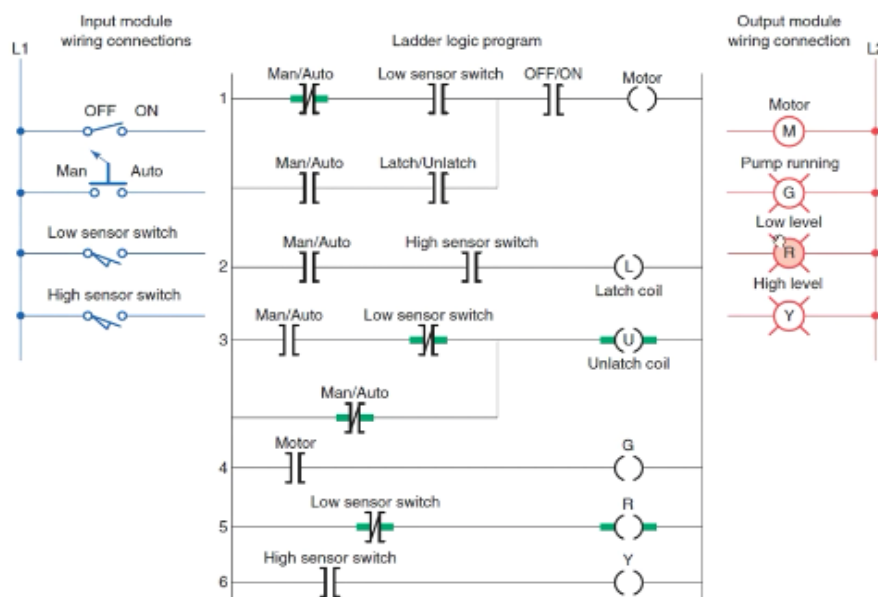 Input module
wiring connections
L1
OFF ON
Man Auto
Low sensor switch
High sensor switch
Ladder logic program
1
Man/Auto Low sensor switch OFF/ON Motor
Man/Auto Latch/Unlatch
2
Man/Auto High sensor switch
L
Latch coil
3
Man/Auto Low sensor switch
U
Unlatch coil
Man/Auto
4
Motor G
5
Low sensor switch R
6
High sensor switch Y
Output module
wiring connection
Motor
M
Pump running
G
Low level
R
High level
Y